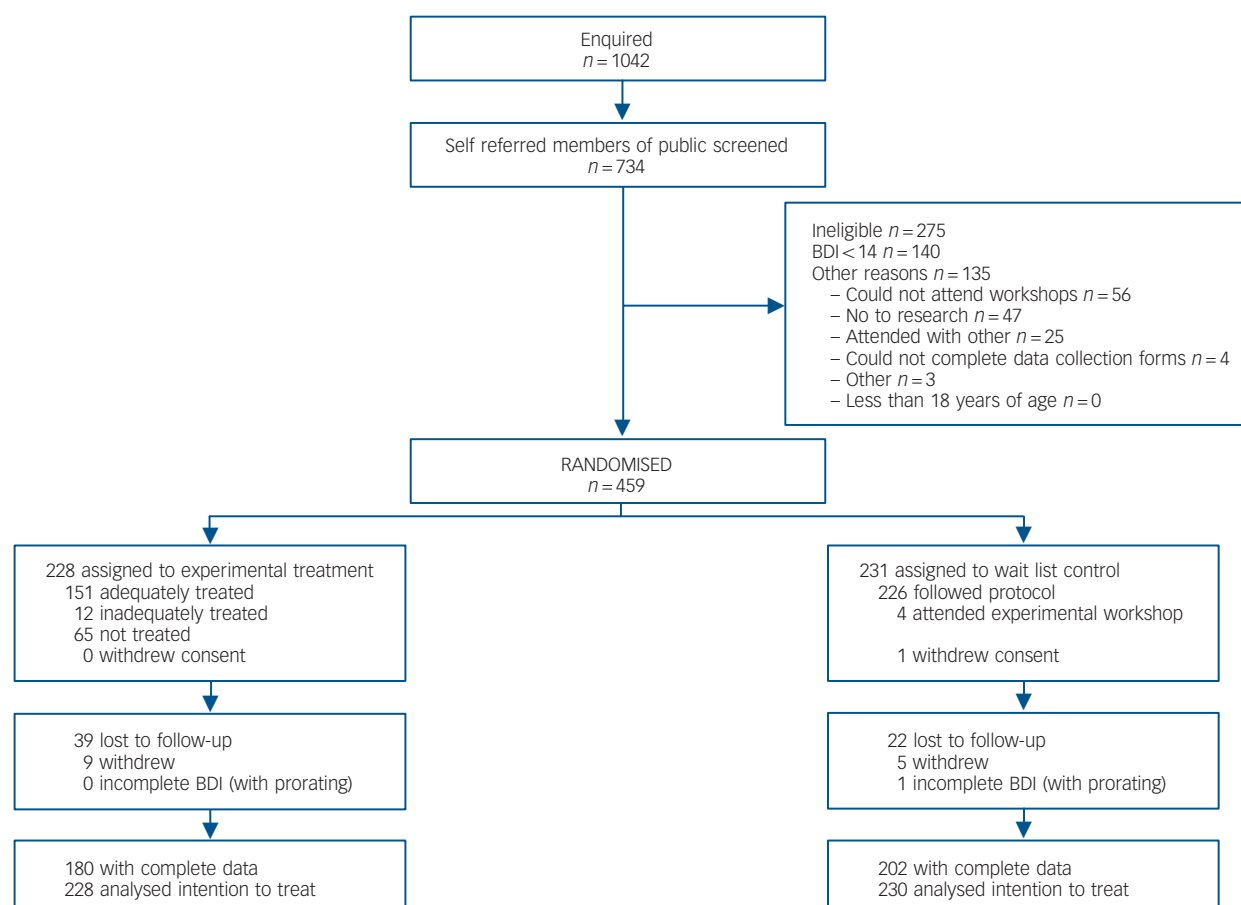 Enquired
n = 1042
Self referred members of public screened
n = 734
Ineligible n = 275
BDI < 14 n = 140
Other reasons n = 135
– Could not attend workshops n = 56
– No to research n = 47
– Attended with other n = 25
– Could not complete data collection forms n = 4
– Other n = 3
– Less than 18 years of age n = 0
RANDOMISED
n = 459
228 assigned to experimental treatment
151 adequately treated
12 inadequately treated
65 not treated
0 withdrew consent
231 assigned to wait list control
226 followed protocol
4 attended experimental workshop
1 withdrew consent
39 lost to follow-up
9 withdrew
0 incomplete BDI (with prorating)
22 lost to follow-up
5 withdrew
1 incomplete BDI (with prorating)
180 with complete data
228 analysed intention to treat
202 with complete data
230 analysed intention to treat